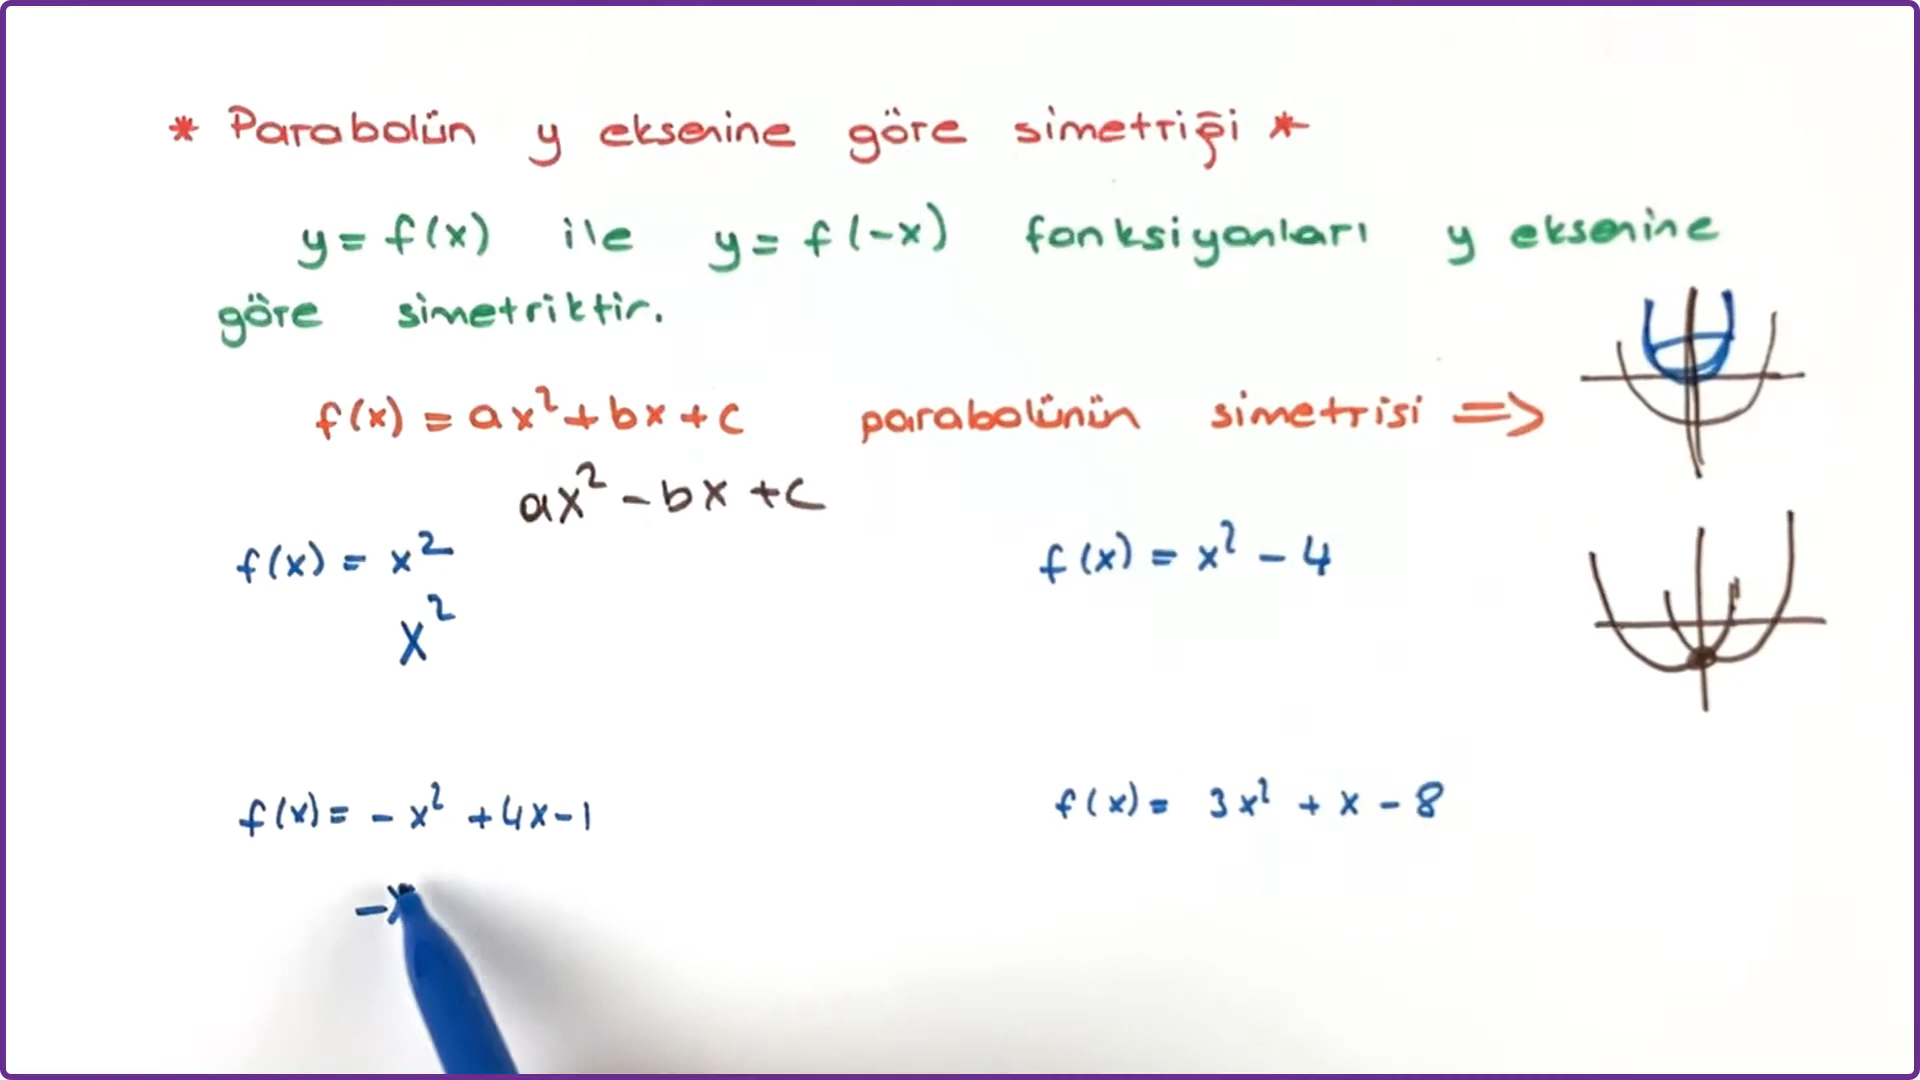 * Parabolün y eksenine göre simetriği *
y = f(x) ile y = f(-x) fonksiyonları y eksenine
göre simetriktir.
f(x) = ax² + bx + c parabolünün simetrisi =>
ax² - bx + c
f(x) = x²
x²
f(x) = x² - 4
f(x) = -x² + 4x - 1
-x
f(x) = 3x² + x - 8